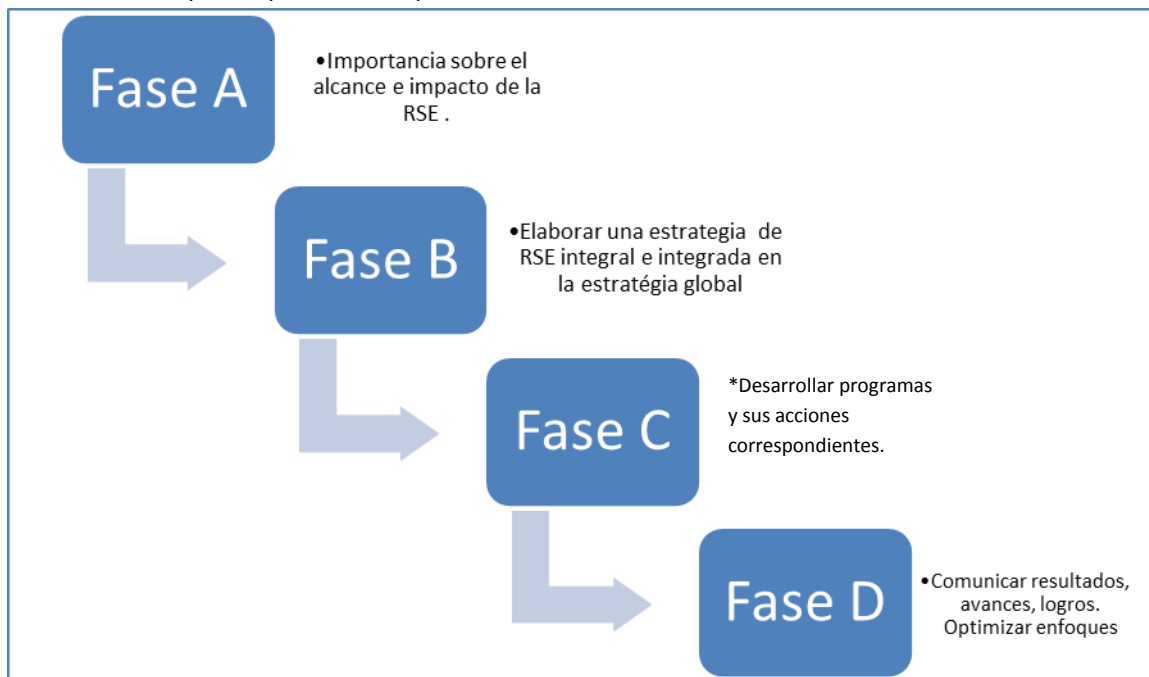 Fase A
•Importancia sobre el
alcance e impacto de la
RSE .
Fase B
•Elaborar una estrategia  de
RSE integral e integrada en
la estratégia global
Fase C
*Desarrollar programas
y sus acciones
correspondientes.
Fase D
•Comunicar resultados,
avances, logros.
Optimizar enfoques